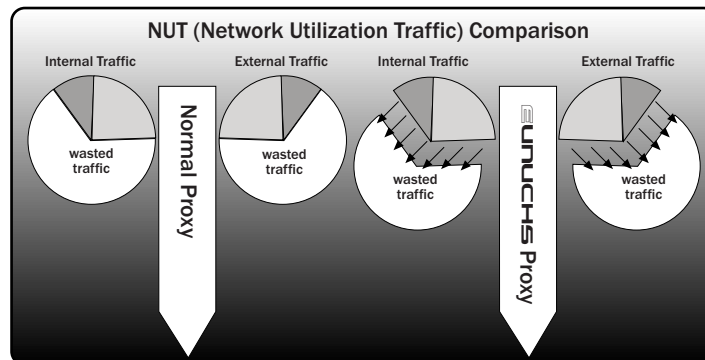 NUT (Network Utilization Traffic) Comparison
Internal Traffic
External Traffic
Internal Traffic
External Traffic
wasted
traffic
wasted
traffic
wasted
traffic
wasted
traffic
Normal Proxy
EUNUCHS Proxy